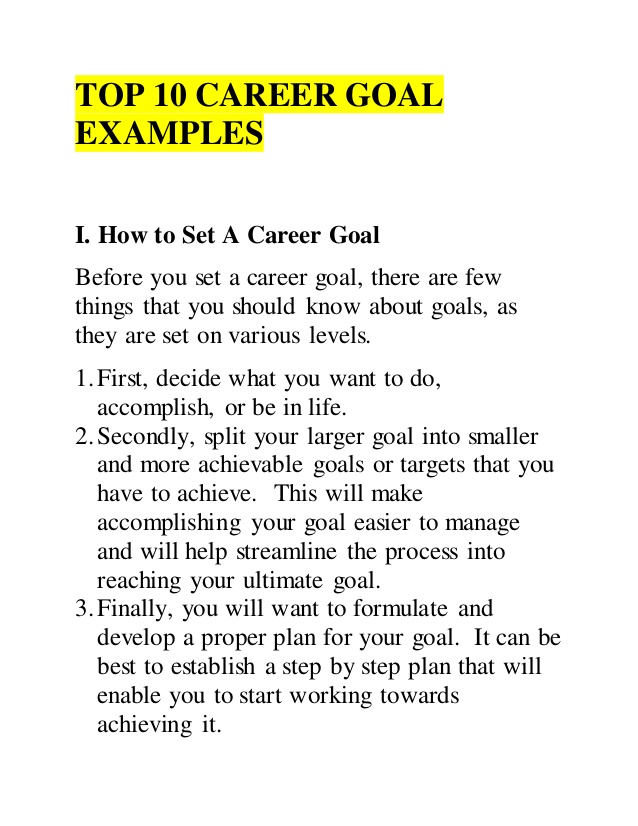 TOP 10 CAREER GOAL
EXAMPLES
I. How to Set A Career Goal
Before you set a career goal, there are few
things that you should know about goals, as
they are set on various levels.
1. First, decide what you want to do,
accomplish, or be in life.
2. Secondly, split your larger goal into smaller
and more achievable goals or targets that you
have to achieve.  This will make
accomplishing your goal easier to manage
and will help streamline the process into
reaching your ultimate goal.
3. Finally, you will want to formulate and
develop a proper plan for your goal.  It can be
best to establish a step by step plan that will
enable you to start working towards
achieving it.